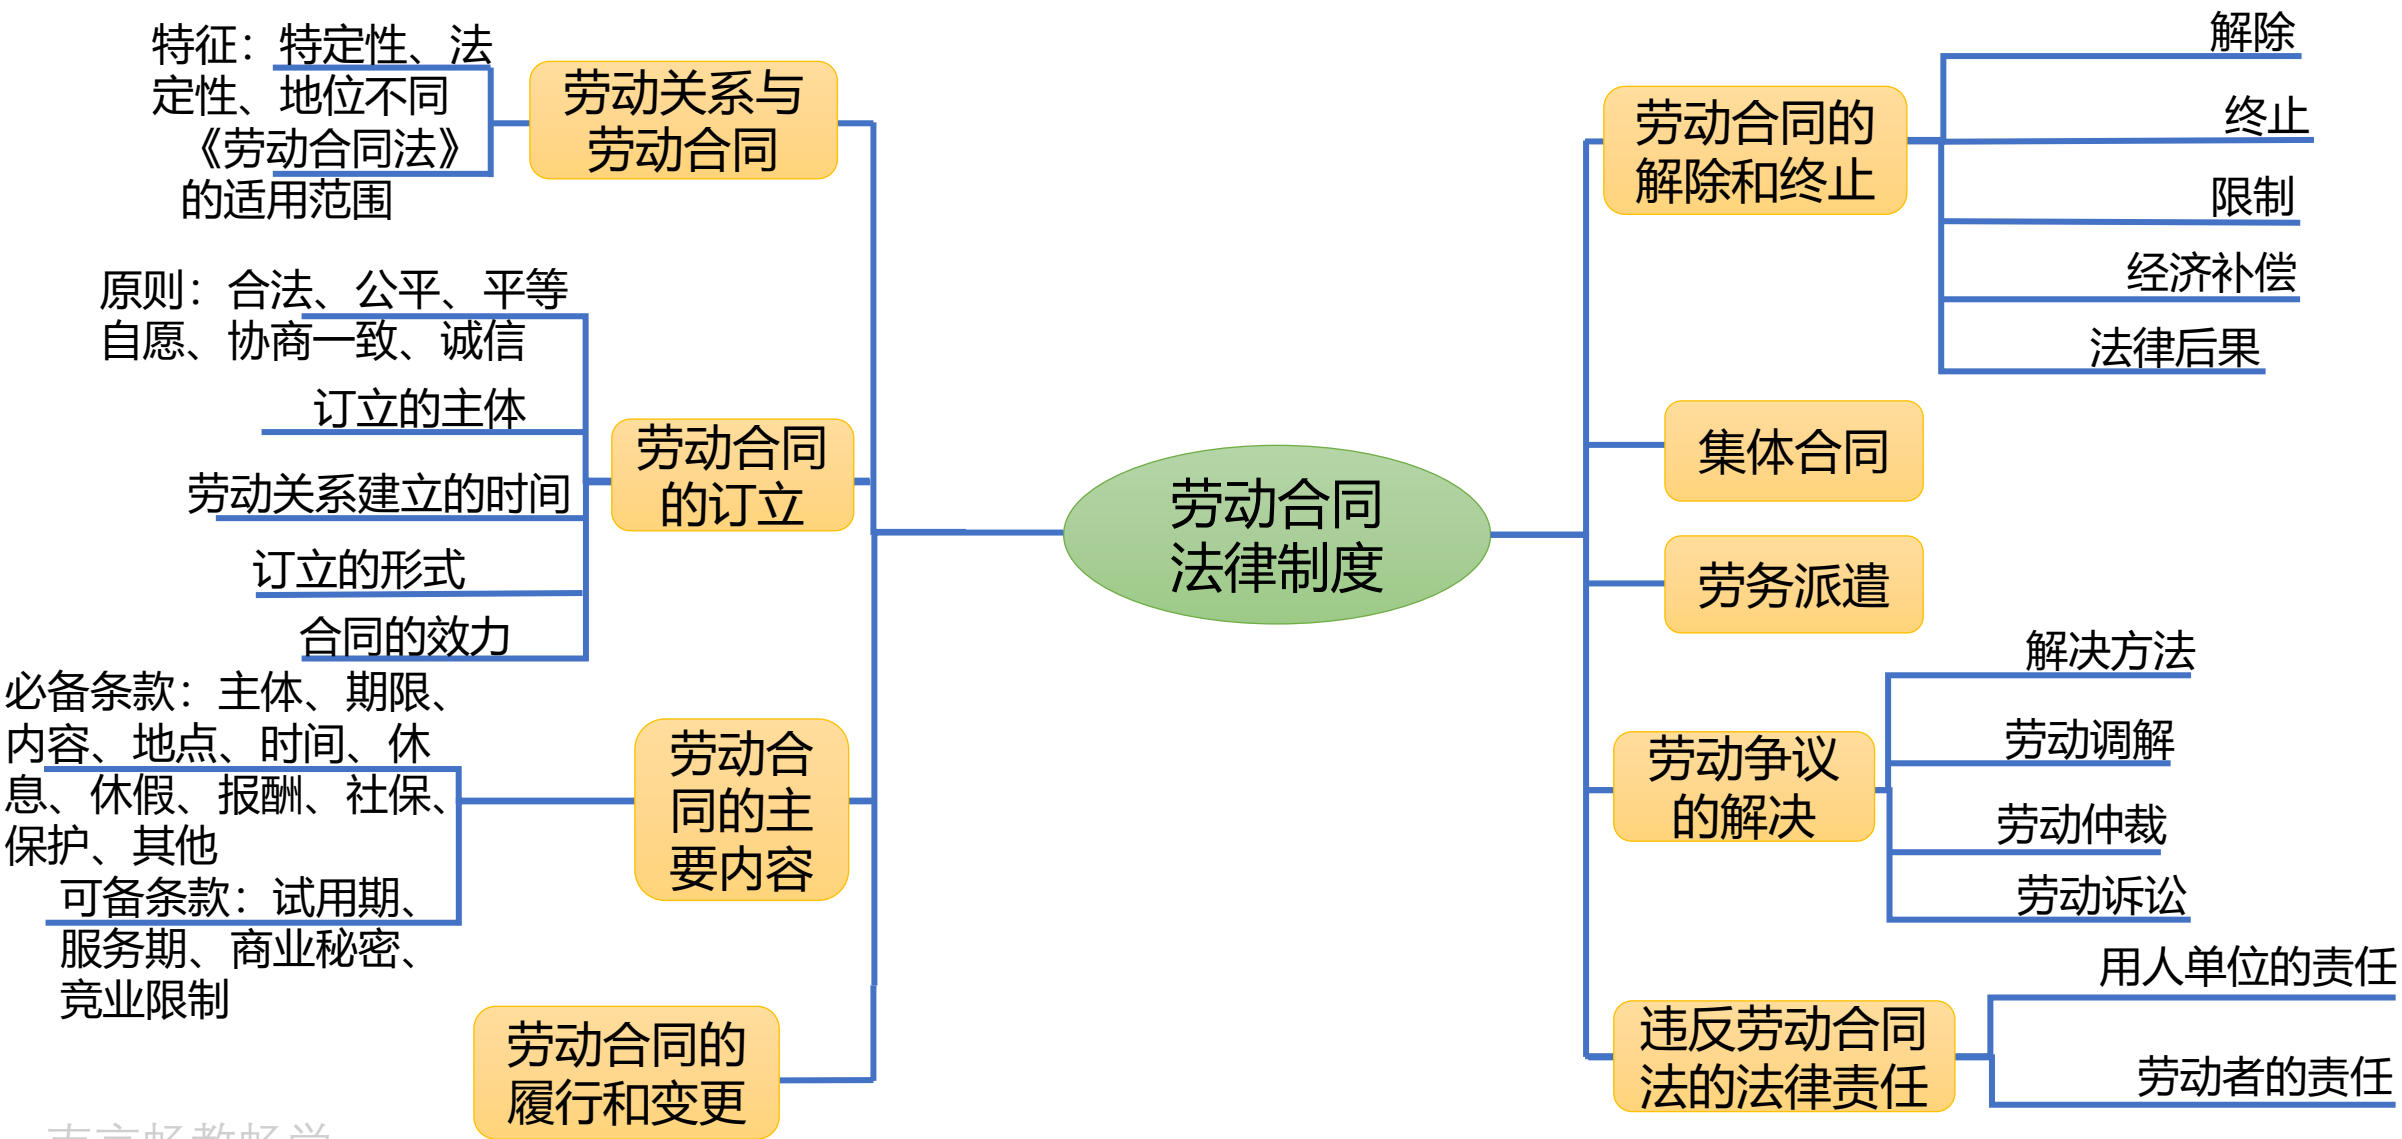 特征：特定性、法
定性、地位不同
《劳动合同法》
的适用范围
劳动关系与
劳动合同
原则：合法、公平、平等
自愿、协商一致、诚信
订立的主体
劳动关系建立的时间
订立的形式
合同的效力
劳动合同
的订立
必备条款：主体、期限、
内容、地点、时间、休
息、休假、报酬、社保、
保护、其他
可备条款：试用期、
服务期、商业秘密、
竞业限制
劳动合
同的主
要内容
劳动合同的
履行和变更
劳动合同
法律制度
劳动合同的
解除和终止
解除
终止
限制
经济补偿
法律后果
集体合同
劳务派遣
劳动争议
的解决
解决方法
劳动调解
劳动仲裁
劳动诉讼
违反劳动合同
法的法律责任
用人单位的责任
劳动者的责任